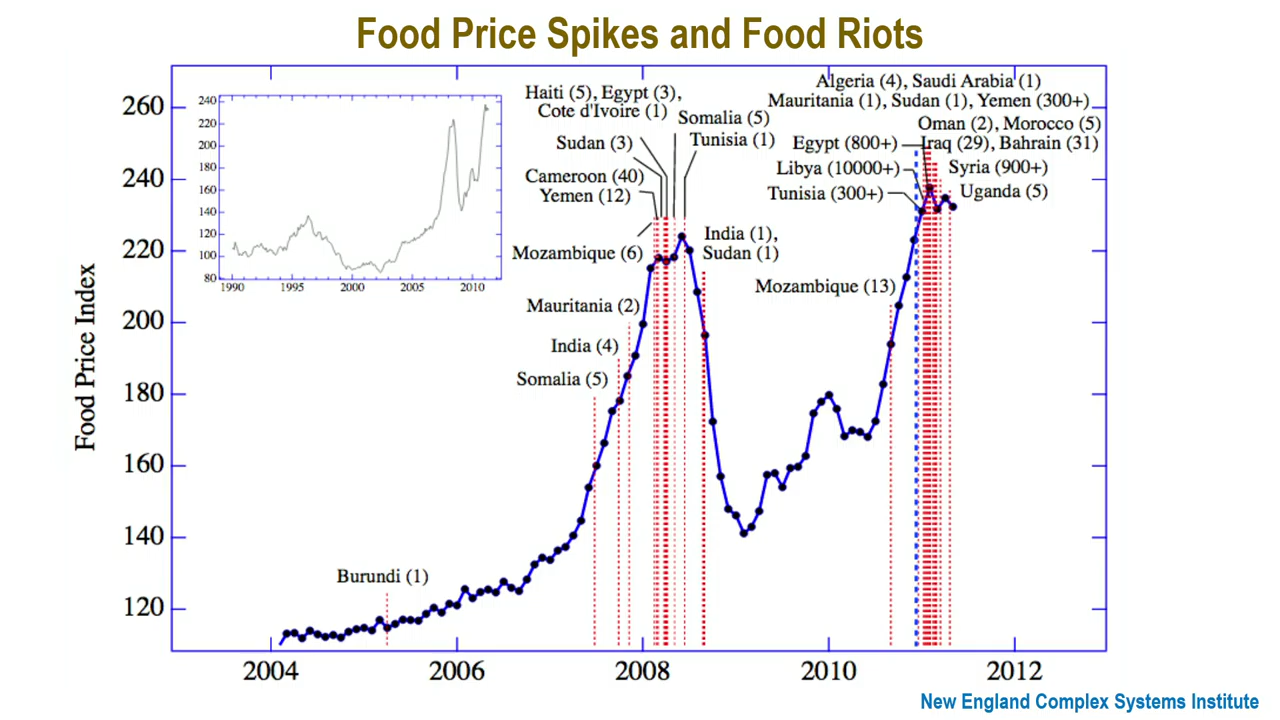 Food Price Spikes and Food Riots
Food Price Index
260
240
220
200
180
160
140
120
2004
2006
2008
2010
2012
240
220
200
180
160
140
120
100
80
1990
1995
2000
2005
2010
Burundi (1)
Somalia (5)
India (4)
Mauritania (2)
Mozambique (6)
Yemen (12)
Cameroon (40)
Sudan (3)
Haiti (5), Egypt (3),
Cote d'Ivoire (1)
Somalia (5)
Tunisia (1)
India (1),
Sudan (1)
Mozambique (13)
Tunisia (300+)
Libya (10000+)
Egypt (800+)
Algeria (4), Saudi Arabia (1)
Mauritania (1), Sudan (1), Yemen (300+)
Oman (2), Morocco (5)
Iraq (29), Bahrain (31)
Syria (900+)
Uganda (5)
New England Complex Systems Institute